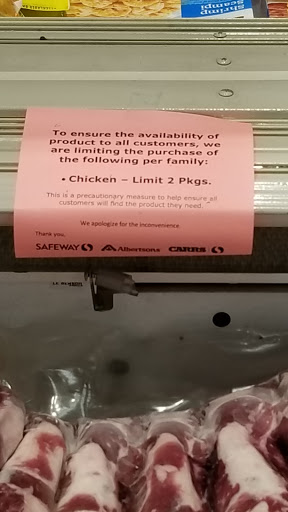 Shrimp
scampi
To ensure the availability of
product to all customers, we
are limiting the purchase of
the following per family:
• Chicken – Limit 2 Pkgs.
This is a precautionary measure to help ensure all
customers will find the product they need.
We apologize for the inconvenience.
Thank you,
SAFEWAY Albertsons CARRS